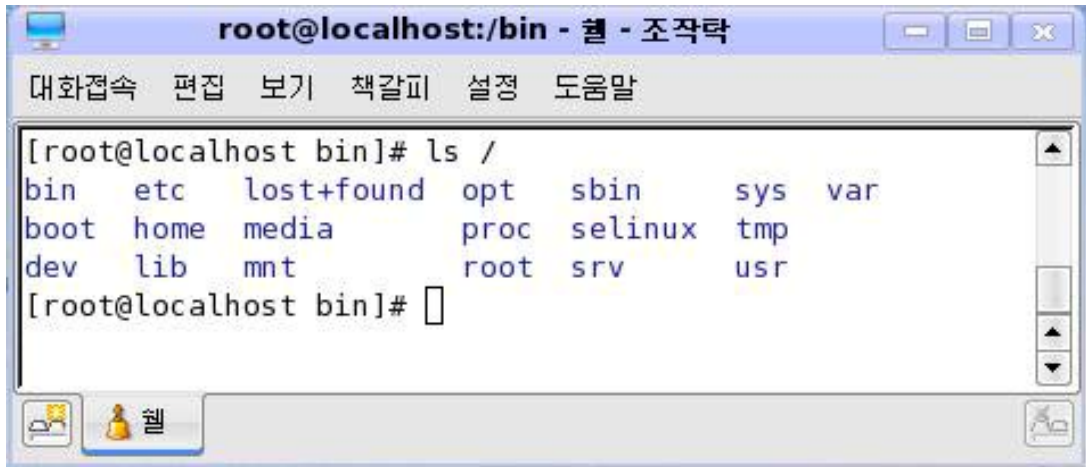 root@localhost:/bin - 쉘 - 조작탁
대화접속 편집 보기 책갈피 설정 도움말
[root@localhost bin]# ls /
bin etc lost+found opt sbin sys var
boot home media proc selinux tmp
dev lib mnt root srv usr
[root@localhost bin]#
쉘